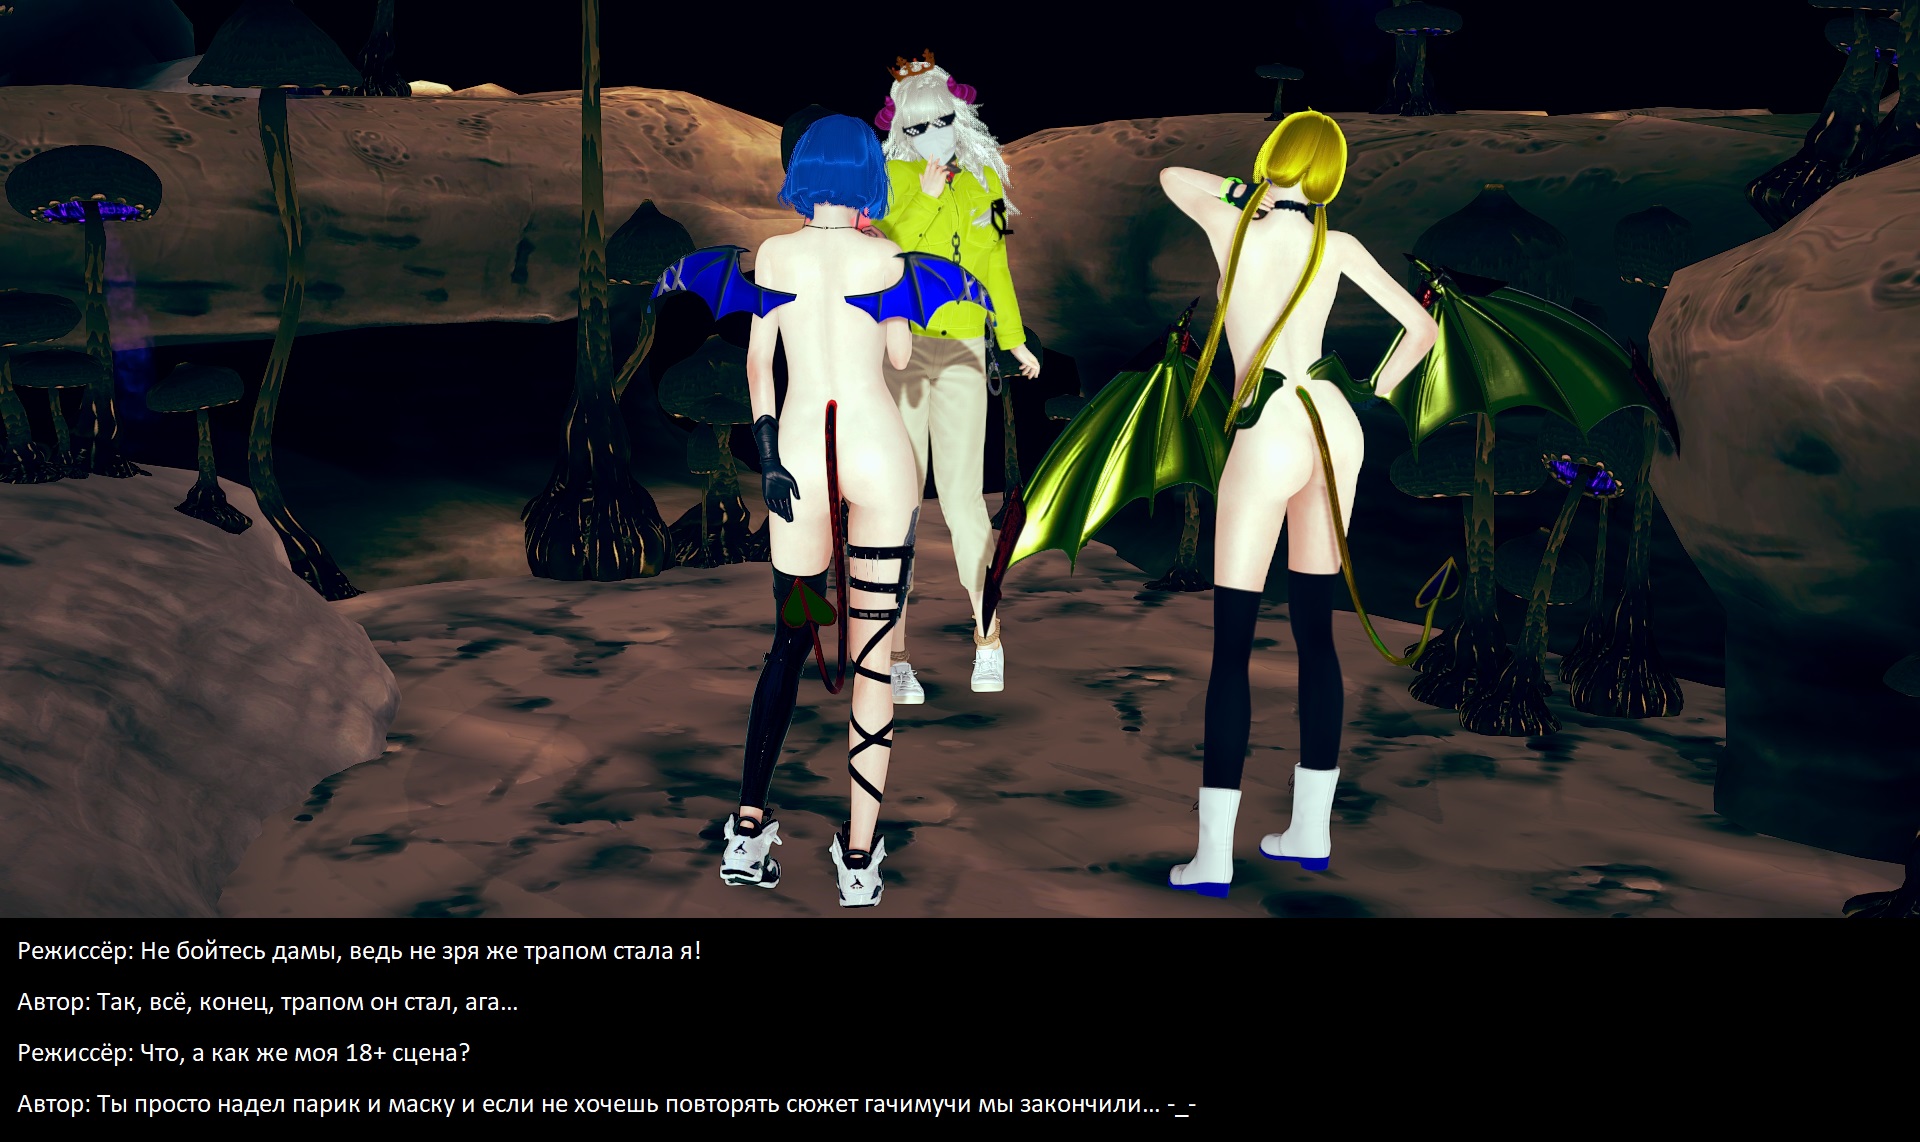 Режиссёр: Не бойтесь дамы, ведь не зря же трапом стала я!
Автор: Так, всё, конец, трапом он стал, ага...
Режиссёр: Что, а как же моя 18+ сцена?
Автор: Ты просто надел парик и маску и если не хочешь повторять сюжет гачимучи мы закончили... -_-